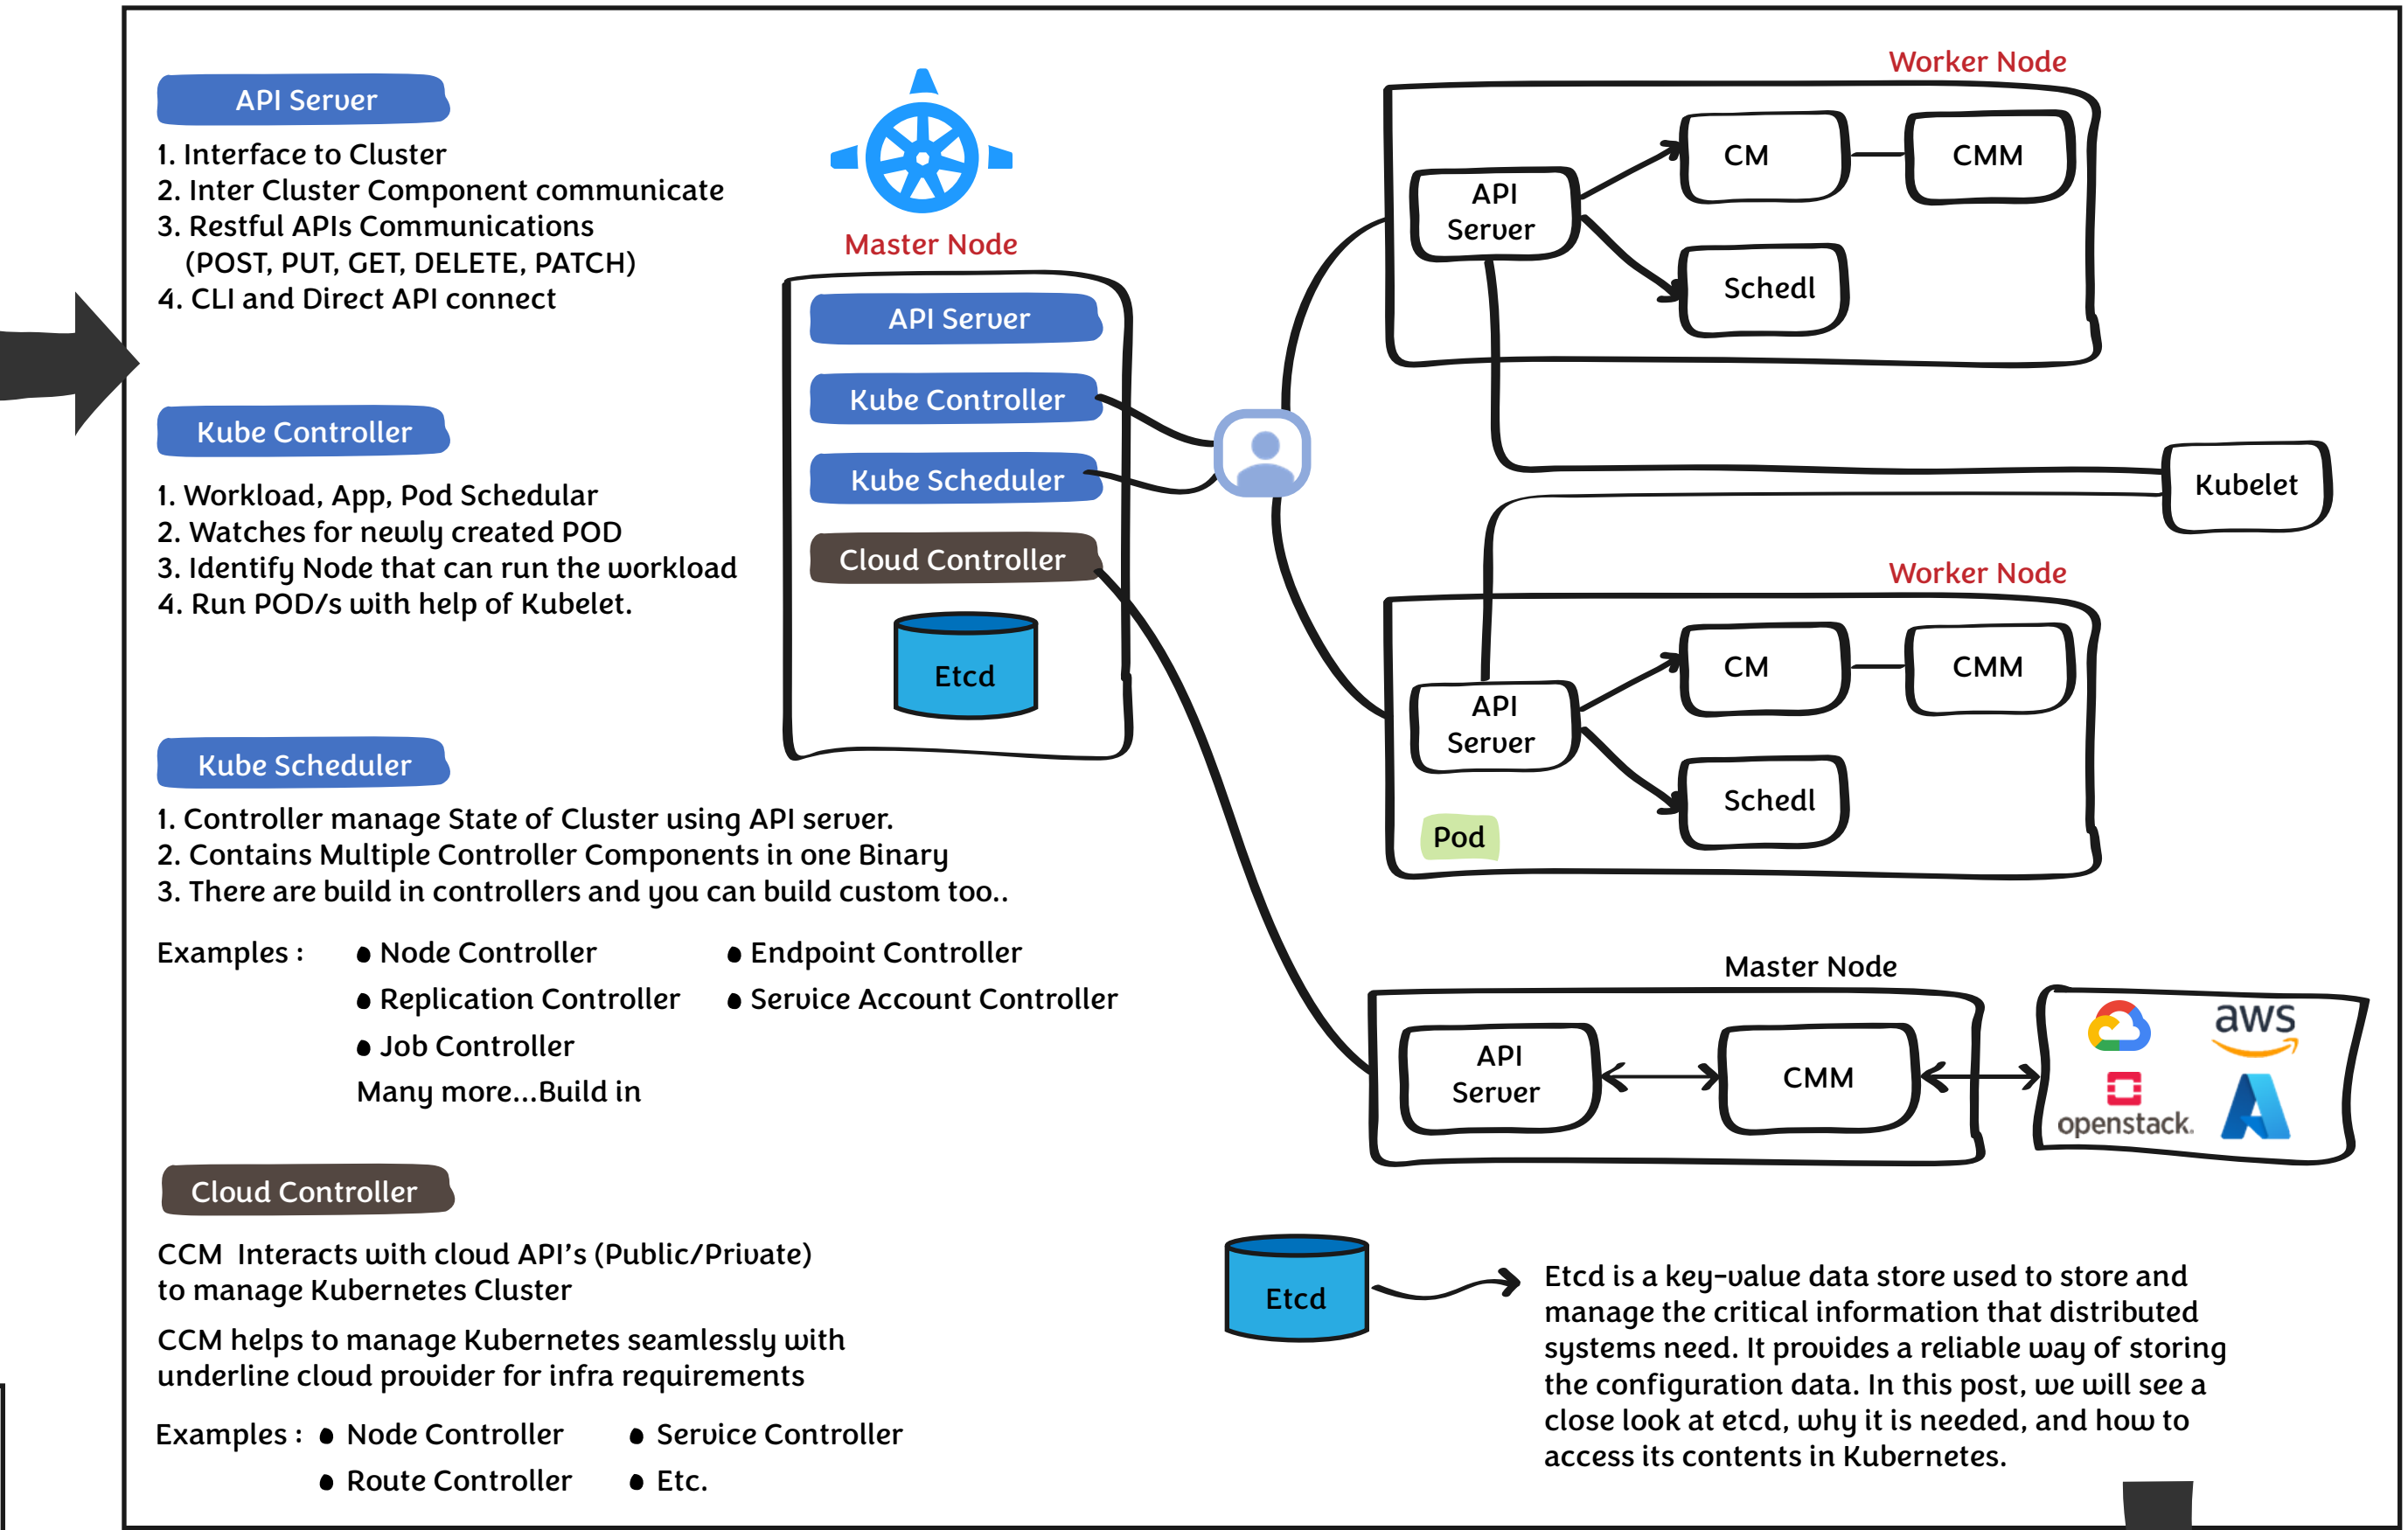 API Server
1. Interface to Cluster
2. Inter Cluster Component communicate
3. Restful APIs Communications
(POST, PUT, GET, DELETE, PATCH)
4. CLI and Direct API connect
Kube Controller
1. Workload, App, Pod Schedular
2. Watches for newly created POD
3. Identify Node that can run the workload
4. Run POD/s with help of Kubelet.
Kube Scheduler
1. Controller manage State of Cluster using API server.
2. Contains Multiple Controller Components in one Binary
3. There are build in controllers and you can build custom too..
Examples :
● Node Controller
● Endpoint Controller
● Replication Controller
● Service Account Controller
● Job Controller
Many more...Build in
Cloud Controller
CCM Interacts with cloud API's (Public/Private)
to manage Kubernetes Cluster
CCM helps to manage Kubernetes seamlessly with
underline cloud provider for infra requirements
Examples :
● Node Controller
● Service Controller
● Route Controller
● Etc.
Master Node
API Server
Kube Controller
Kube Scheduler
Cloud Controller
Etcd
Worker Node
API
Server
CM
CMM
Schedl
Kubelet
Worker Node
API
Server
CM
CMM
Schedl
Pod
Master Node
API
Server
CMM
aws
openstack.
Etcd
Etcd is a key-value data store used to store and
manage the critical information that distributed
systems need. It provides a reliable way of storing
the configuration data. In this post, we will see a
close look at etcd, why it is needed, and how to
access its contents in Kubernetes.